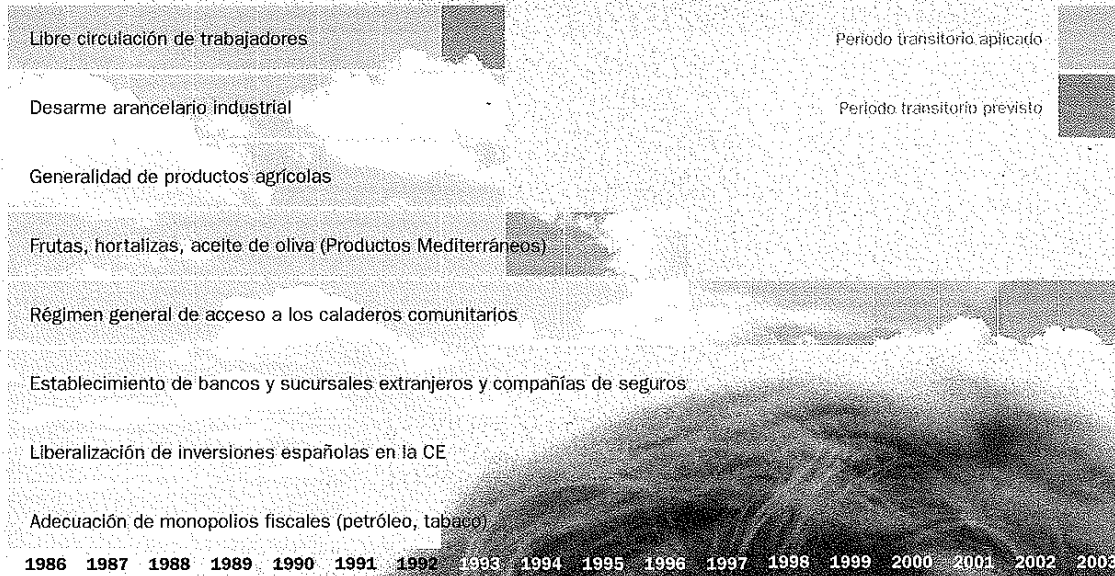 Libre circulación de trabajadores
Periodo transitorio aplicado
Desarme arancelario industrial
Periodo transitorio previsto
Generalidad de productos agrícolas
Frutas, hortalizas, aceite de oliva (Productos Mediterráneos)
Régimen general de acceso a los caladeros comunitarios
Establecimiento de bancos y sucursales extranjeros y compañías de seguros
Liberalización de inversiones españolas en la CE
Adecuación de monopolios fiscales (petróleo, tabaco)
1986 1987 1988 1989 1990 1991 1992 1993 1994 1995 1996 1997 1998 1999 2000 2001 2002